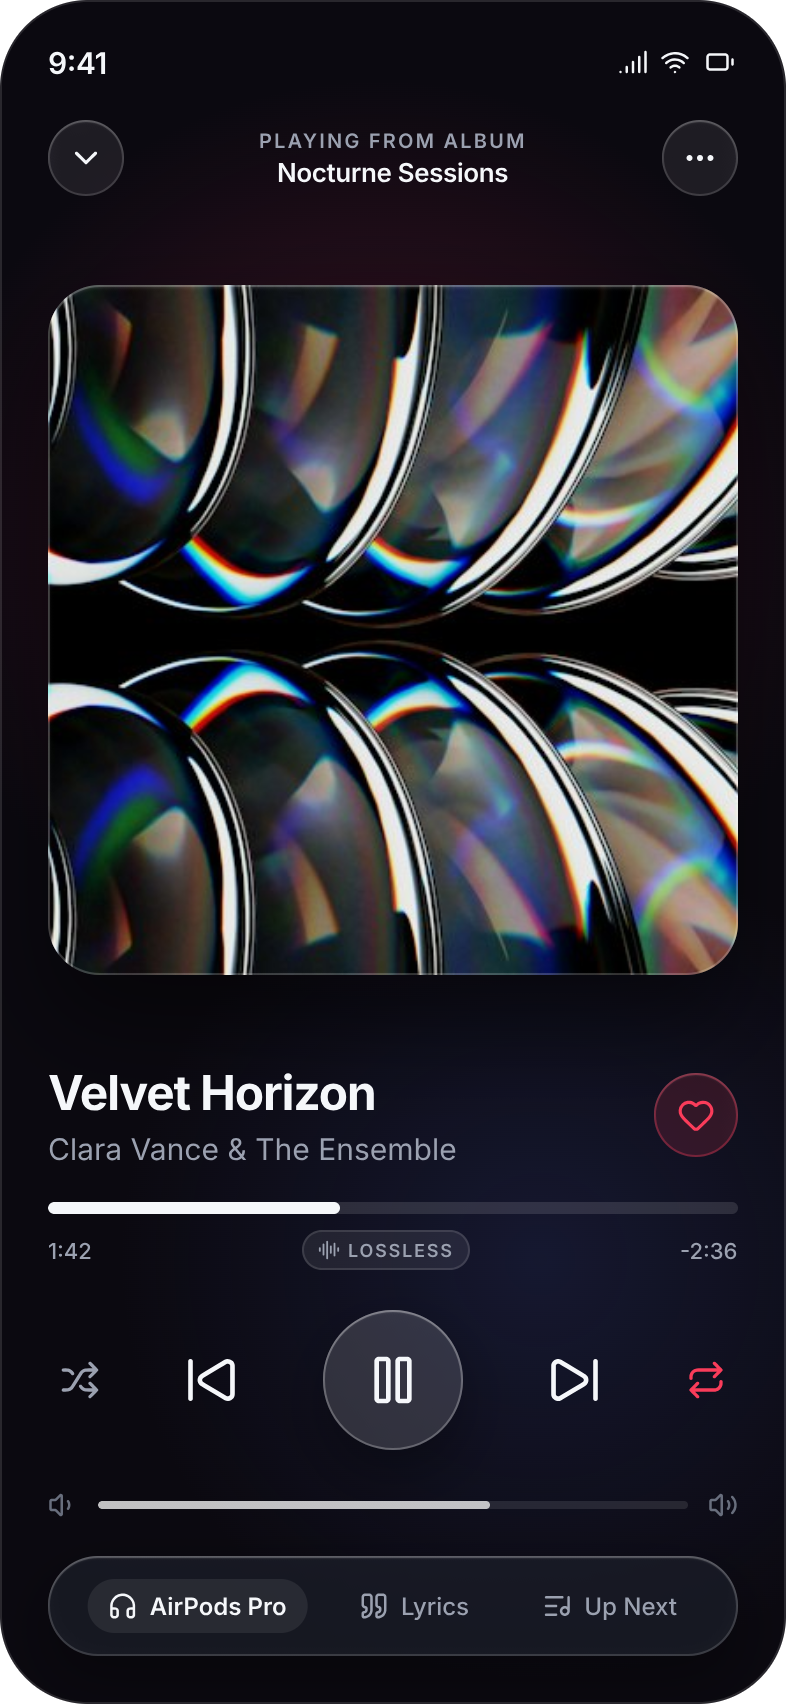 9:41
PLAYING FROM ALBUM
Nocturne Sessions
Velvet Horizon
Clara Vance & The Ensemble
1:42
LOSSLESS
-2:36
AirPods Pro
Lyrics
Up Next